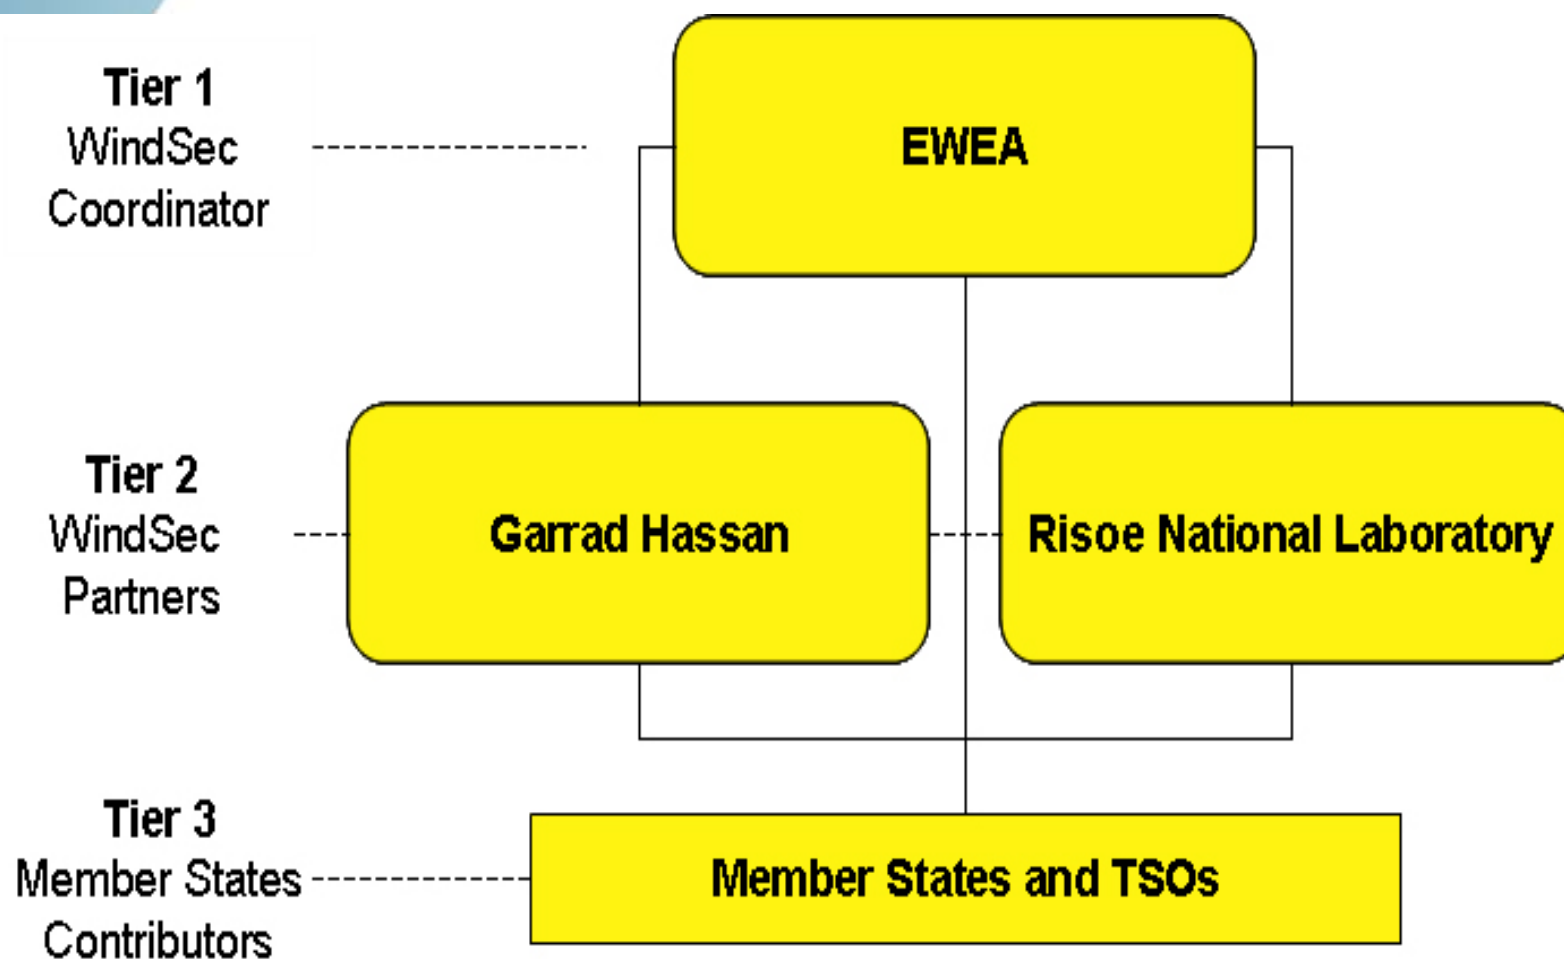 Tier 1
WindSec
Coordinator
EWEA
Tier 2
WindSec
Partners
Garrad Hassan
Risoe National Laboratory
Tier 3
Member States
Contributors
Member States and TSOs